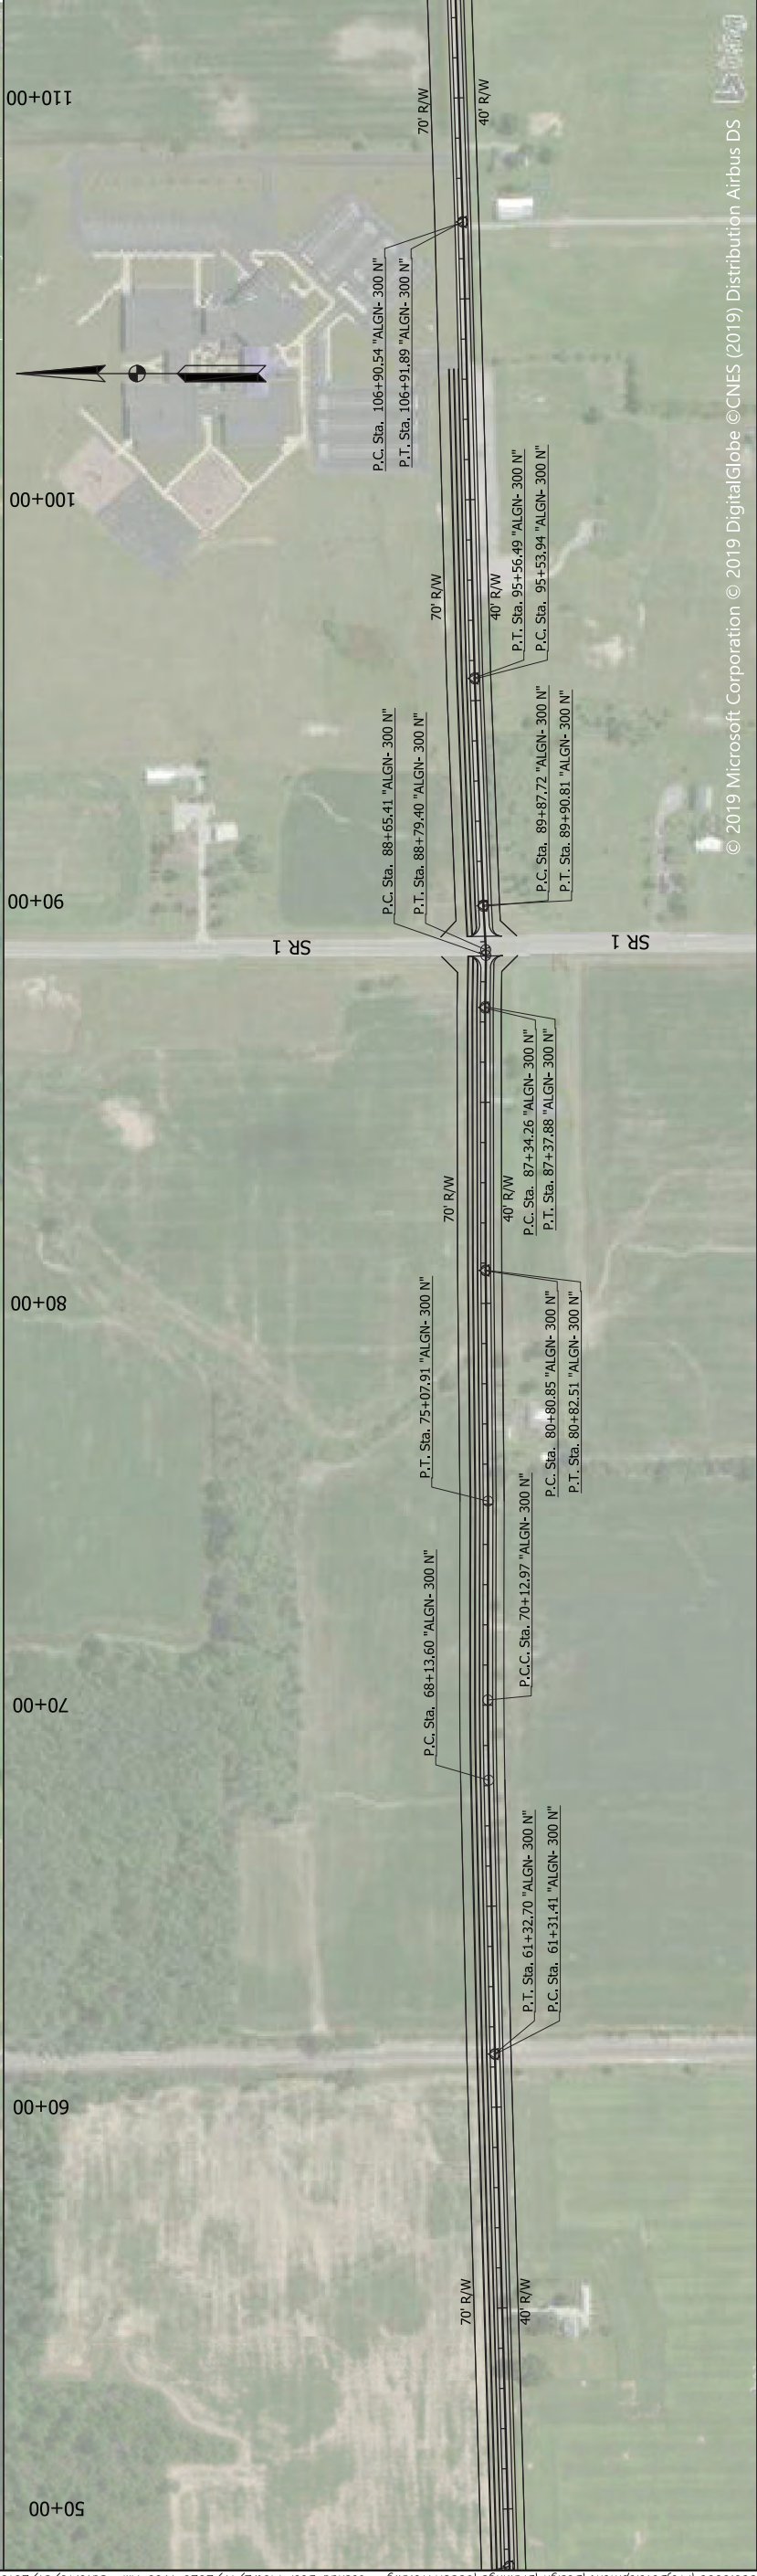 110+00
70' R/W
40' R/W
P.C. Sta. 106+90.54 "ALGN- 300 N"
P.T. Sta. 106+91.89 "ALGN- 300 N"
100+00
70' R/W
40' R/W
P.T. Sta. 95+56.49 "ALGN- 300 N"
P.C. Sta. 95+53.94 "ALGN- 300 N"
P.C. Sta. 88+65.41 "ALGN- 300 N"
P.T. Sta. 88+79.40 "ALGN- 300 N"
P.C. Sta. 89+87.72 "ALGN- 300 N"
P.T. Sta. 89+90.81 "ALGN- 300 N"
© 2019 Microsoft Corporation © 2019 DigitalGlobe ©CNES (2019) Distribution Airbus DS
90+00
SR 1
SR 1
P.C. Sta. 87+34.26 "ALGN- 300 N"
P.T. Sta. 87+37.88 "ALGN- 300 N"
70' R/W
40' R/W
80+00
P.T. Sta. 75+07.91 "ALGN- 300 N"
P.C. Sta. 80+80.85 "ALGN- 300 N"
P.T. Sta. 80+82.51 "ALGN- 300 N"
P.C. Sta. 68+13.60 "ALGN- 300 N"
P.C.C. Sta. 70+12.97 "ALGN- 300 N"
70+00
P.T. Sta. 61+32.70 "ALGN- 300 N"
P.C. Sta. 61+31.41 "ALGN- 300 N"
60+00
70' R/W
40' R/W
50+00